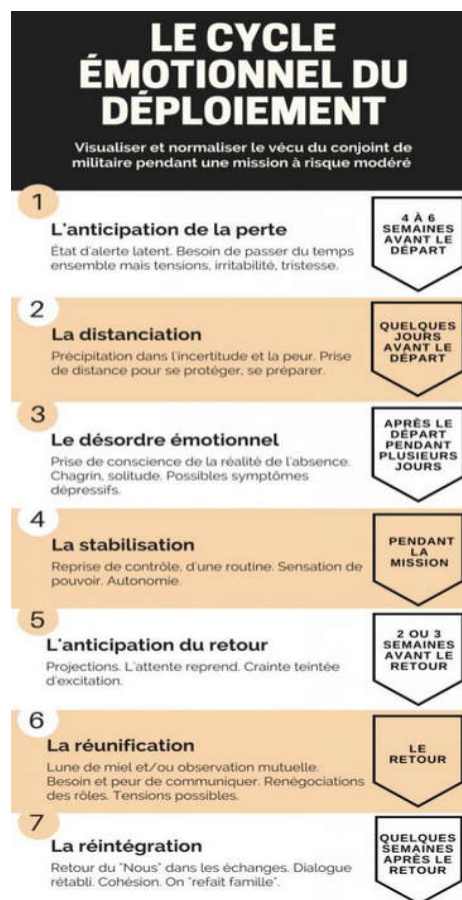 LE CYCLE
ÉMOTIONNEL DU
DÉPLOIEMENT
Visualiser et normaliser le vécu du conjoint de
militaire pendant une mission à risque modéré
1
L'anticipation de la perte
État d'alerte latent. Besoin de passer du temps
ensemble mais tensions, irritabilité, tristesse.
4 À 6
SEMAINES
AVANT LE
DÉPART
2
La distanciation
Précipitation dans l'incertitude et la peur. Prise
de distance pour se protéger, se préparer.
QUELQUES
JOURS
AVANT LE
DÉPART
3
Le désordre émotionnel
Prise de conscience de la réalité de l'absence.
Chagrin, solitude. Possibles symptômes
dépressifs.
APRÈS LE
DÉPART
PENDANT
PLUSIEURS
JOURS
4
La stabilisation
Reprise de contrôle, d'une routine. Sensation de
pouvoir. Autonomie.
PENDANT
LA
MISSION
5
L'anticipation du retour
Projections. L'attente reprend. Crainte teintée
d'excitation.
2 OU 3
SEMAINES
AVANT LE
RETOUR
6
La réunification
Lune de miel et/ou observation mutuelle.
Besoin et peur de communiquer. Renégociations
des rôles. Tensions possibles.
LE
RETOUR
7
La réintégration
Retour du "Nous" dans les échanges. Dialogue
rétabli. Cohésion. On "refait famille".
QUELQUES
SEMAINES
APRÈS LE
RETOUR